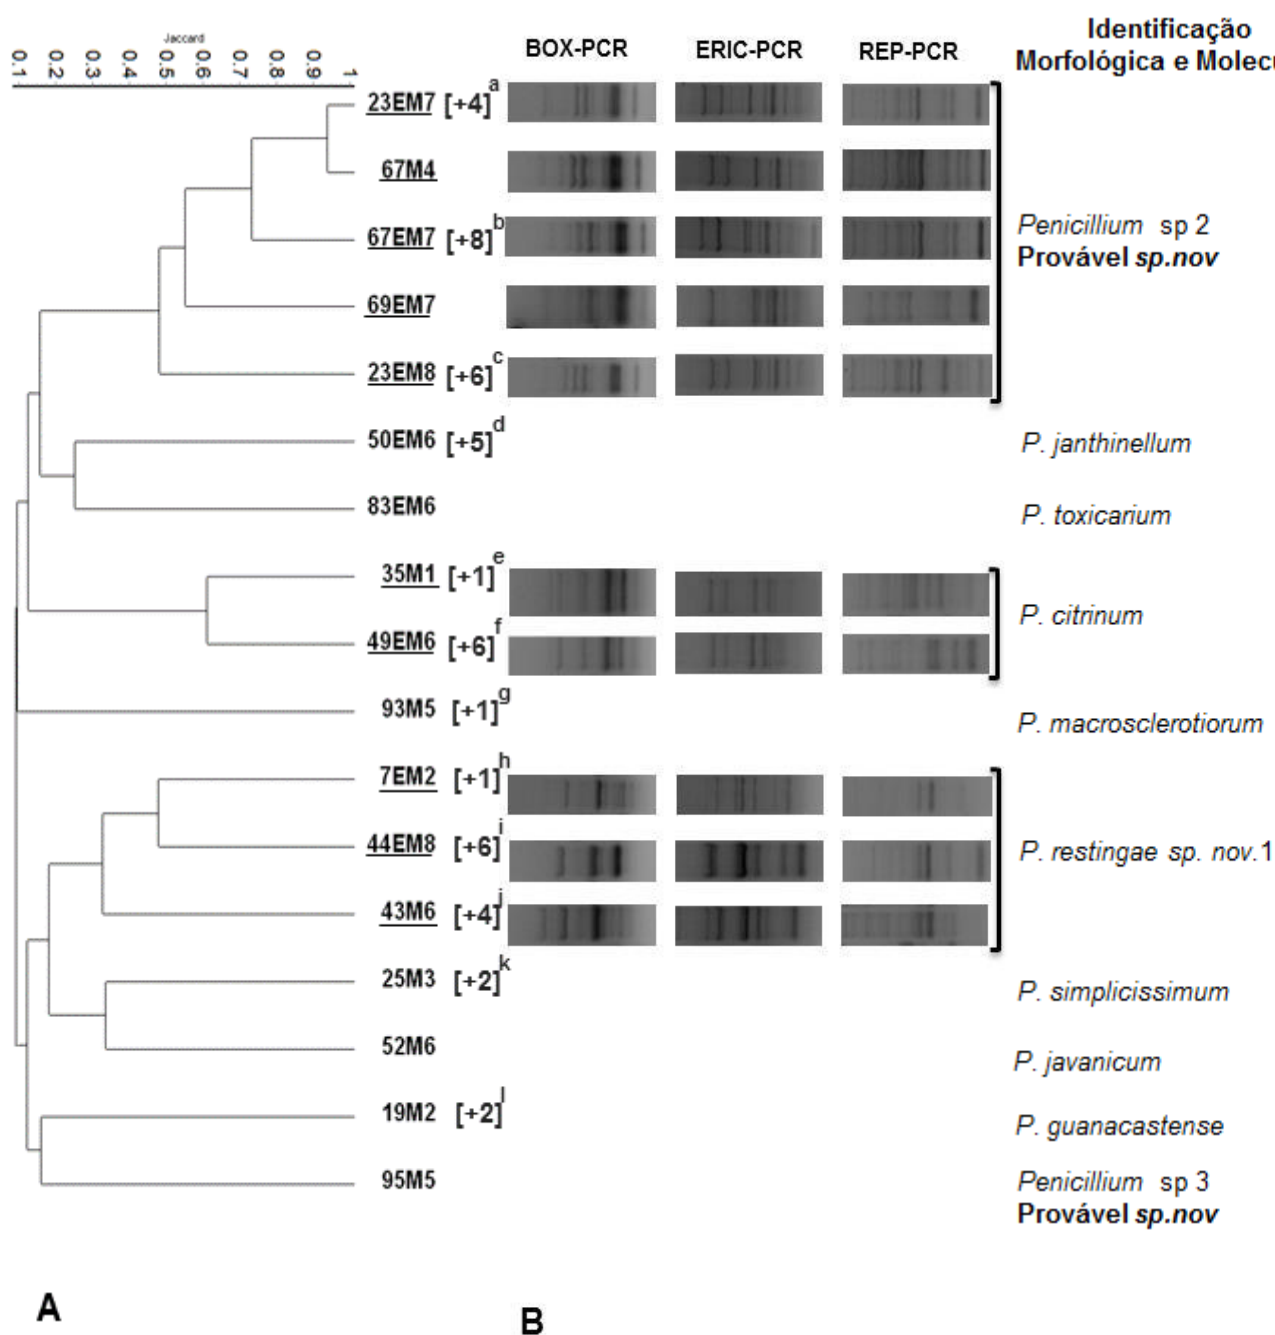 Jaccard
0.1 0.2 0.3 0.4 0.5 0.6 0.7 0.8 0.9 1
BOX-PCR ERIC-PCR REP-PCR
Identificação
Morfológica e Molecu
23EM7 [+4]a
67M4
67EM7 [+8]b
69EM7
23EM8 [+6]c
Penicillium sp 2
Provável sp.nov
50EM6 [+5]d
P. janthinellum
83EM6
P. toxicarium
35M1 [+1]e
49EM6 [+6]f
P. citrinum
93M5 [+1]g
P. macrosclerotiorum
7EM2 [+1]h
44EM8 [+6]i
43M6 [+4]j
P. restingae sp. nov.1
25M3 [+2]k
P. simplicissimum
52M6
P. javanicum
19M2 [+2]l
P. guanacastense
95M5
Penicillium sp 3
Provável sp.nov
A
B